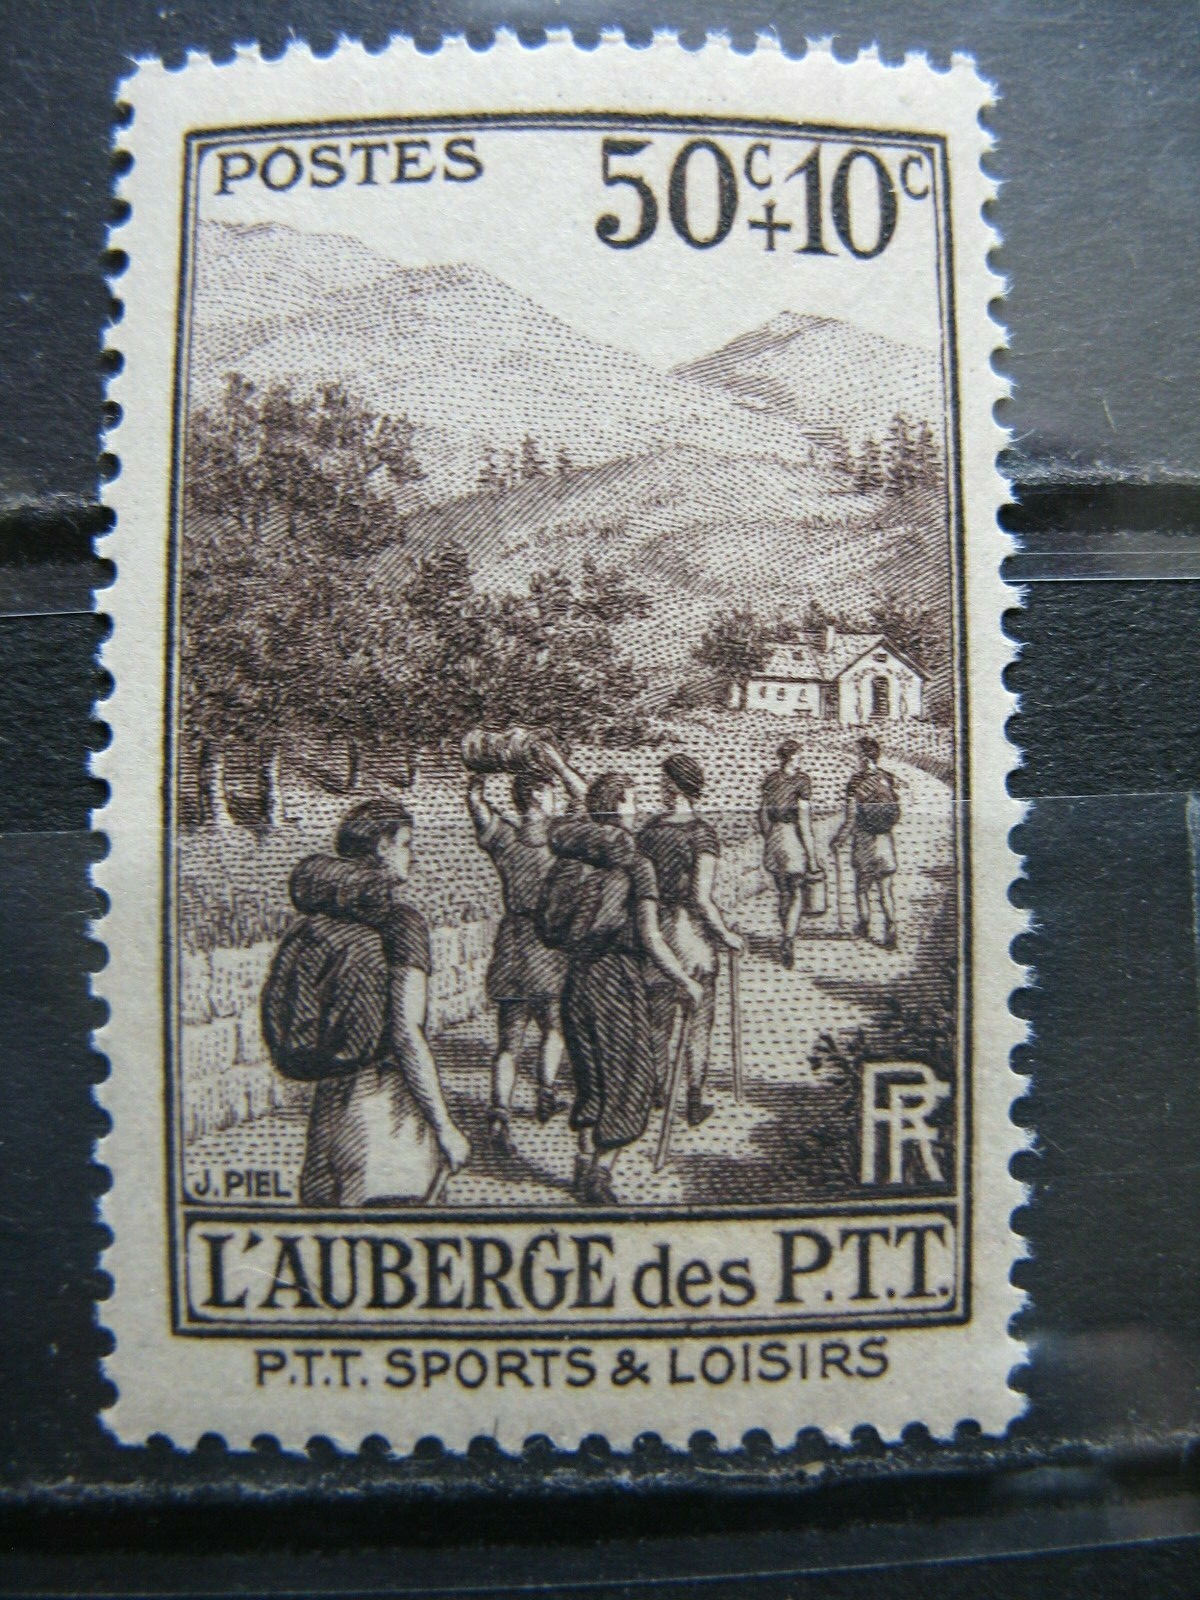 POSTES
50c+10c
RF
J. PIEL
L'AUBERGE des P.T.T.
P.T.T. SPORTS & LOISIRS